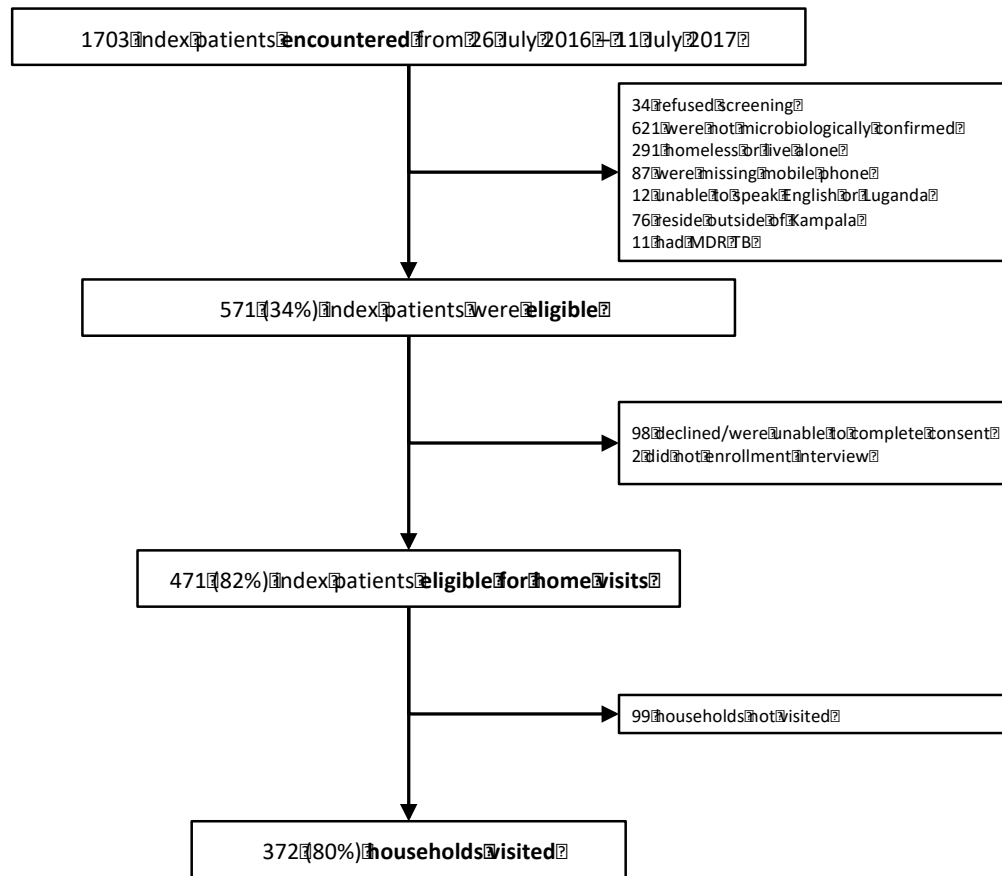 1703 index patients encountered from 26 July 2016 – 11 July 2017
34 refused screening
621 were not microbiologically confirmed
291 homeless or live alone
87 were missing mobile phone
12 unable to speak English or Luganda
76 reside outside of Kampala
11 had MDR TB
571 (34%) index patients were eligible
98 declined/were unable to complete consent
2 did not enrollment interview
471 (82%) index patients eligible for home visits
99 households not visited
372 (80%) households visited